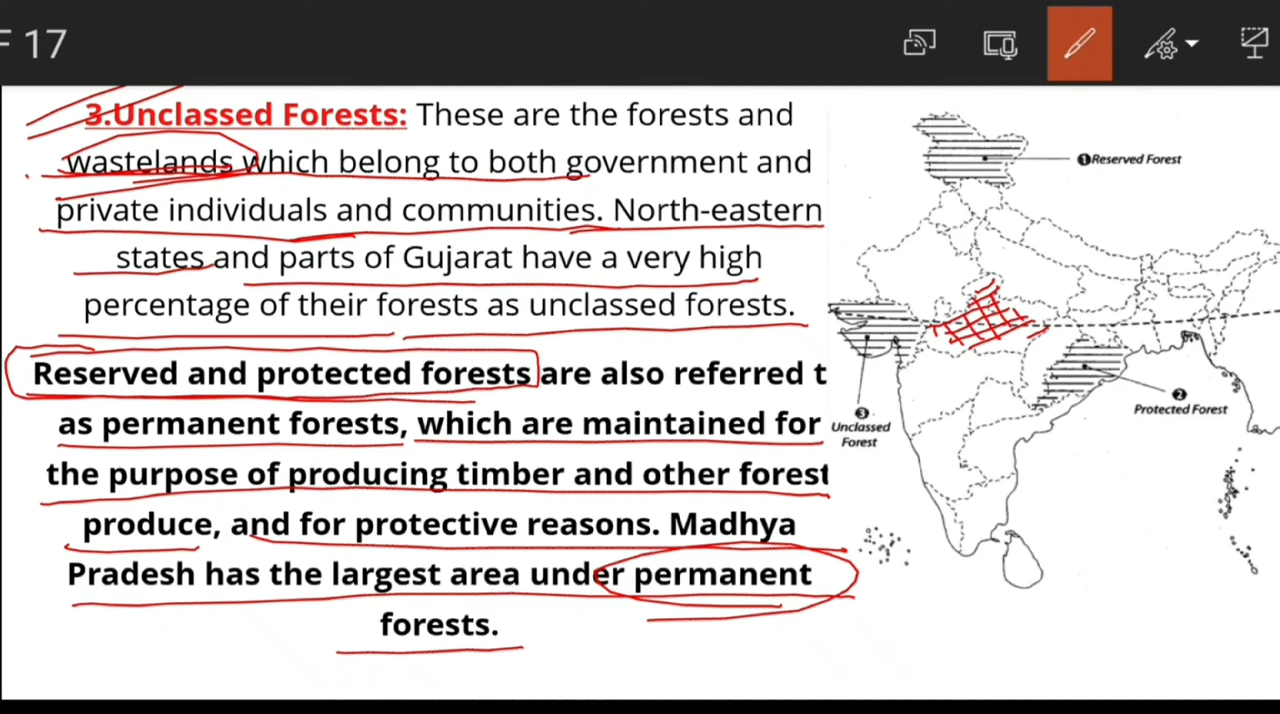 F 17
3.Unclassed Forests: These are the forests and
wastelands which belong to both government and
private individuals and communities. North-eastern
states and parts of Gujarat have a very high
percentage of their forests as unclassed forests.
Reserved and protected forests are also referred t
as permanent forests, which are maintained for
the purpose of producing timber and other forest
produce, and for protective reasons. Madhya
Pradesh has the largest area under permanent
forests.
1 Reserved Forest
2
Protected Forest
3
Unclassed
Forest